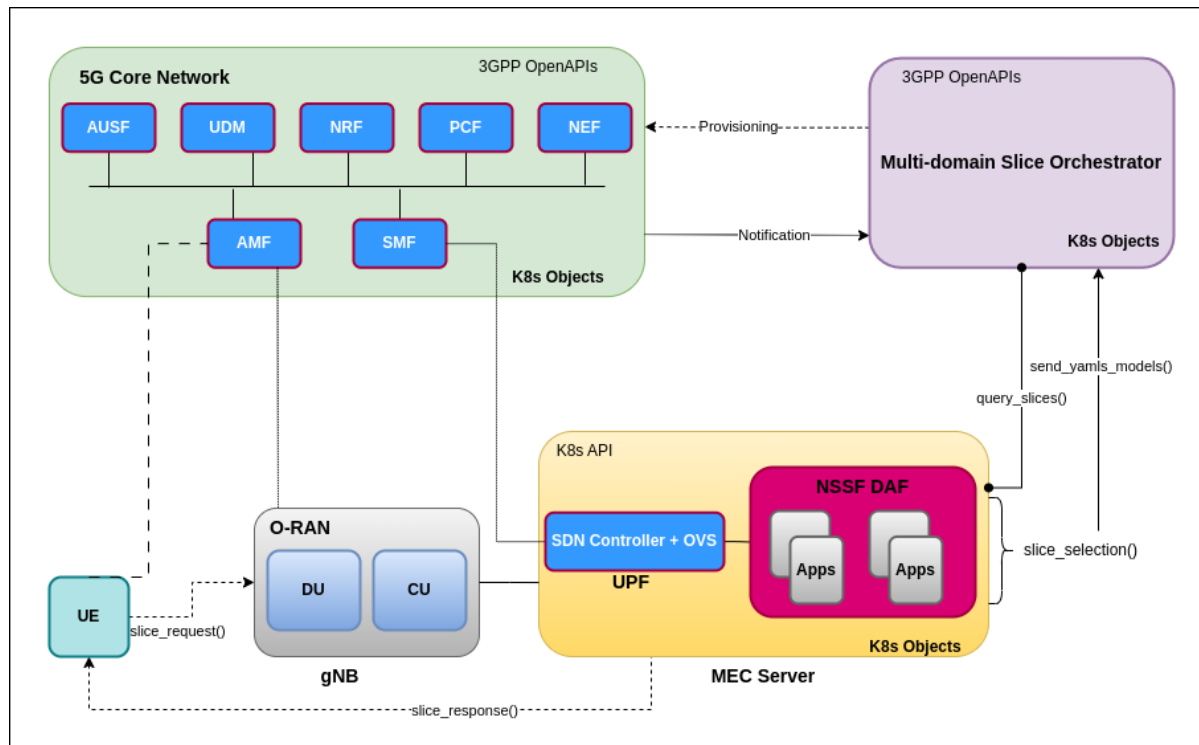 3GPP OpenAPIs
5G Core Network
AUSF
UDM
NRF
PCF
NEF
AMF
SMF
K8s Objects
Provisioning
Notification
3GPP OpenAPIs
Multi-domain Slice Orchestrator
K8s Objects
send_yamls_models()
query_slices()
K8s API
NSSF DAF
SDN Controller + OVS
UPF
Apps
Apps
K8s Objects
MEC Server
slice_selection()
O-RAN
DU
CU
gNB
UE
slice_request()
slice_response()